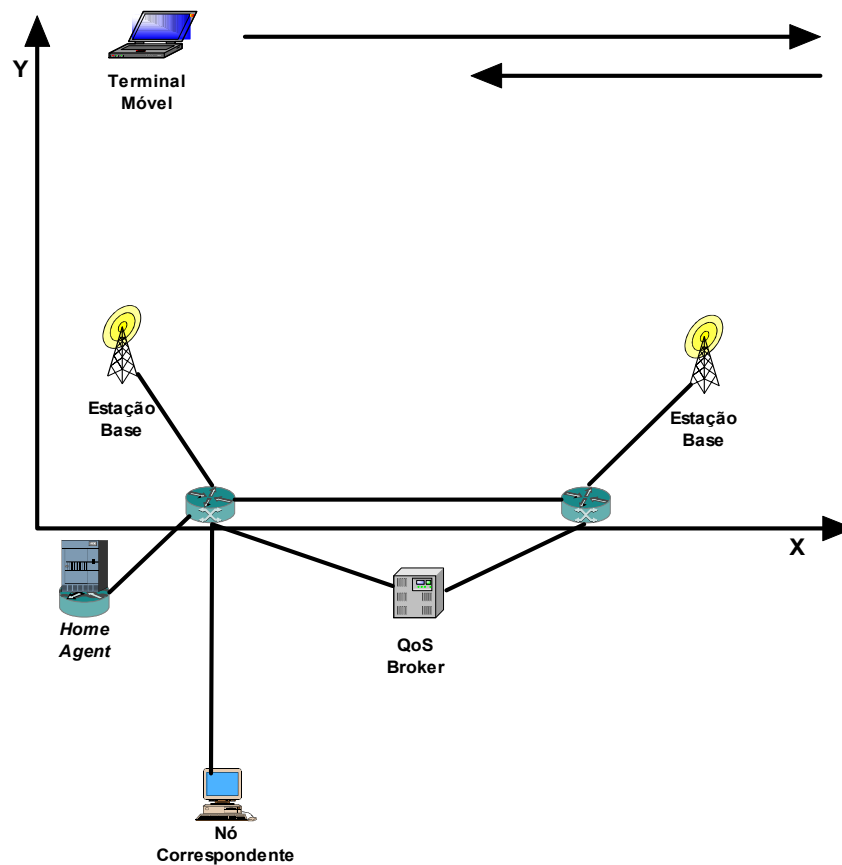 Y
Terminal
Móvel
Estação
Base
Estação
Base
X
Home
Agent
QoS
Broker
Nó
Correspondente